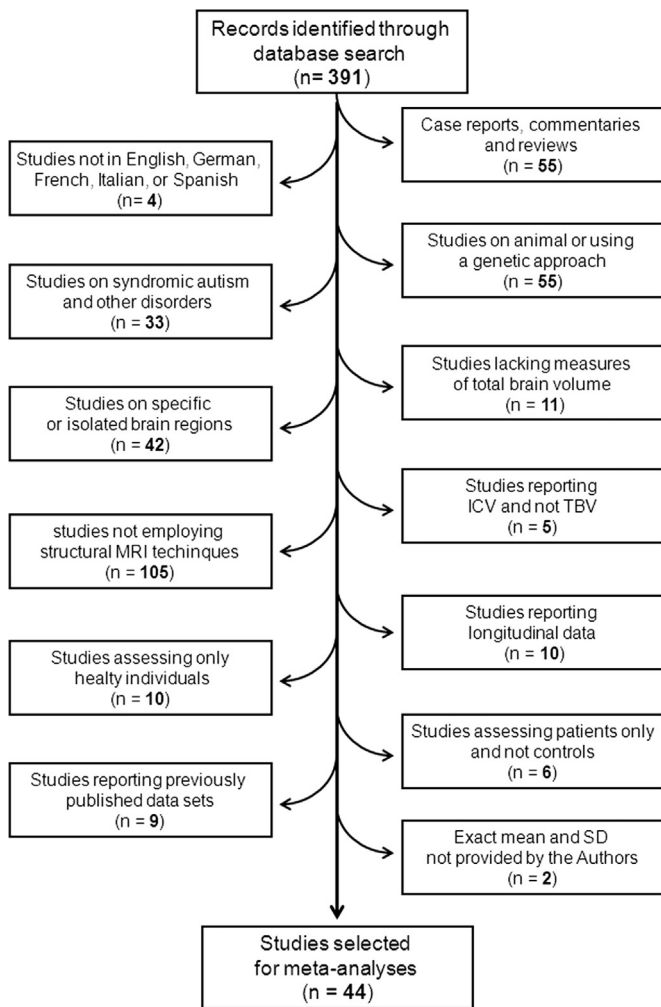 Records identified through
database search
(n= 391)
Case reports, commentaries
and reviews
(n = 55)
Studies not in English, German,
French, Italian, or Spanish
(n= 4)
Studies on animal or using
a genetic approach
(n = 55)
Studies on syndromic autism
and other disorders
(n = 33)
Studies lacking measures
of total brain volume
(n = 11)
Studies on specific
or isolated brain regions
(n = 42)
Studies reporting
ICV and not TBV
(n = 5)
studies not employing
structural MRI techinques
(n = 105)
Studies reporting
longitudinal data
(n = 10)
Studies assessing only
healty individuals
(n = 10)
Studies assessing patients only
and not controls
(n = 6)
Studies reporting previously
published data sets
(n = 9)
Exact mean and SD
not provided by the Authors
(n = 2)
Studies selected
for meta-analyses
(n = 44)